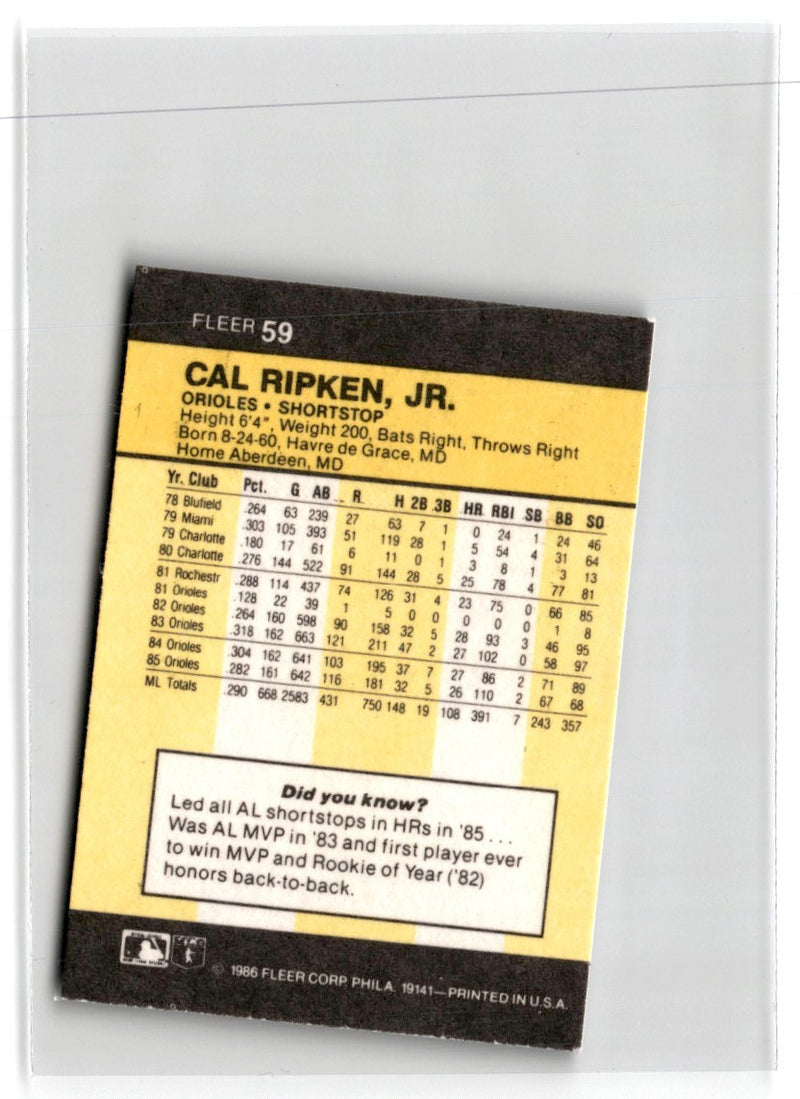 FLEER 59
CAL RIPKEN, JR.
ORIOLES • SHORTSTOP
Height 6'4", Weight 200, Bats Right, Throws Right
Born 8-24-60, Havre de Grace, MD
Home Aberdeen, MD
Yr. Club Pct. G AB R H 2B 3B HR RBI SB BB SO
78 Blufield .264 63 239 27 63 7 1 0 24 1 24 46
79 Miami .303 105 393 51 119 28 1 5 54 4 31 64
79 Charlotte .180 17 61 6 11 0 1 3 8 1 3 13
80 Charlotte .276 144 522 91 144 28 5 25 78 4 77 81
81 Rochestr .288 114 437 74 126 31 4 23 75 0 66 85
81 Orioles .128 22 39 1 5 0 0 0 0 0 1 8
82 Orioles .264 160 598 90 158 32 5 28 93 3 46 95
83 Orioles .318 162 663 121 211 47 2 27 102 0 58 97
84 Orioles .304 162 641 103 195 37 7 27 86 2 71 89
85 Orioles .282 161 642 116 181 32 5 26 110 2 67 68
ML Totals .290 668 2583 431 750 148 19 108 391 7 243 357
Did you know?
Led all AL shortstops in HRs in '85 . . .
Was AL MVP in '83 and first player ever
to win MVP and Rookie of Year ('82)
honors back-to-back.
© 1986 FLEER CORP PHILA. 19141—PRINTED IN U.S.A.